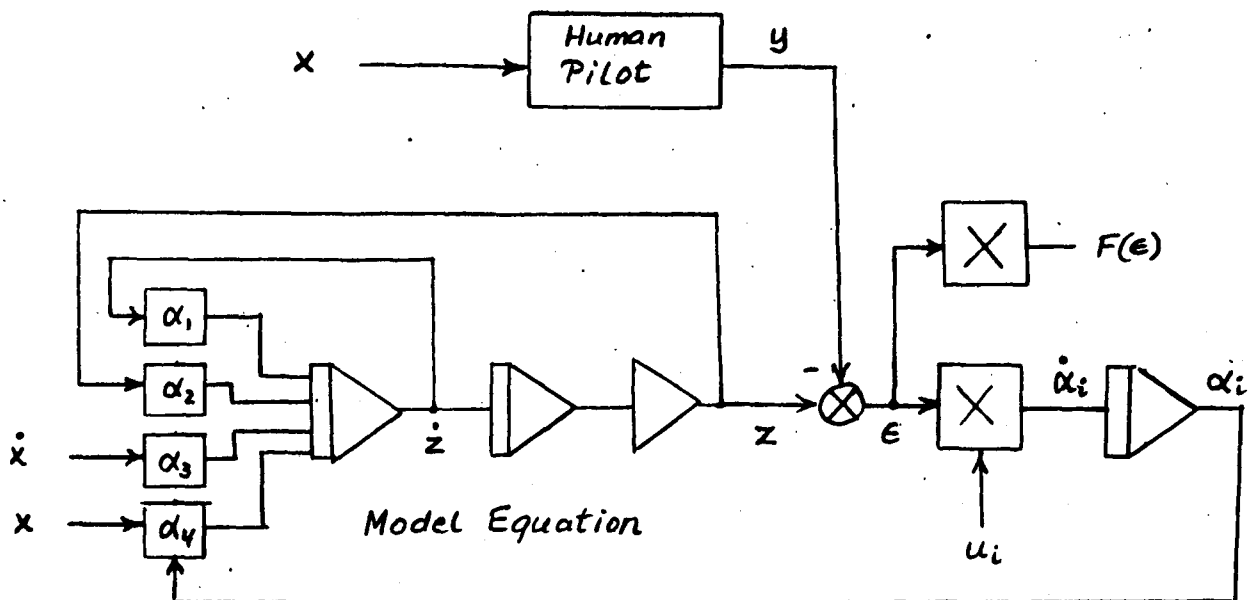 x
Human
Pilot
y
F(ϵ)
α₁
α₂
ẋ
α₃
x
α₄
ż
z
-
ϵ
α̇ᵢ
αᵢ
uᵢ
Model Equation